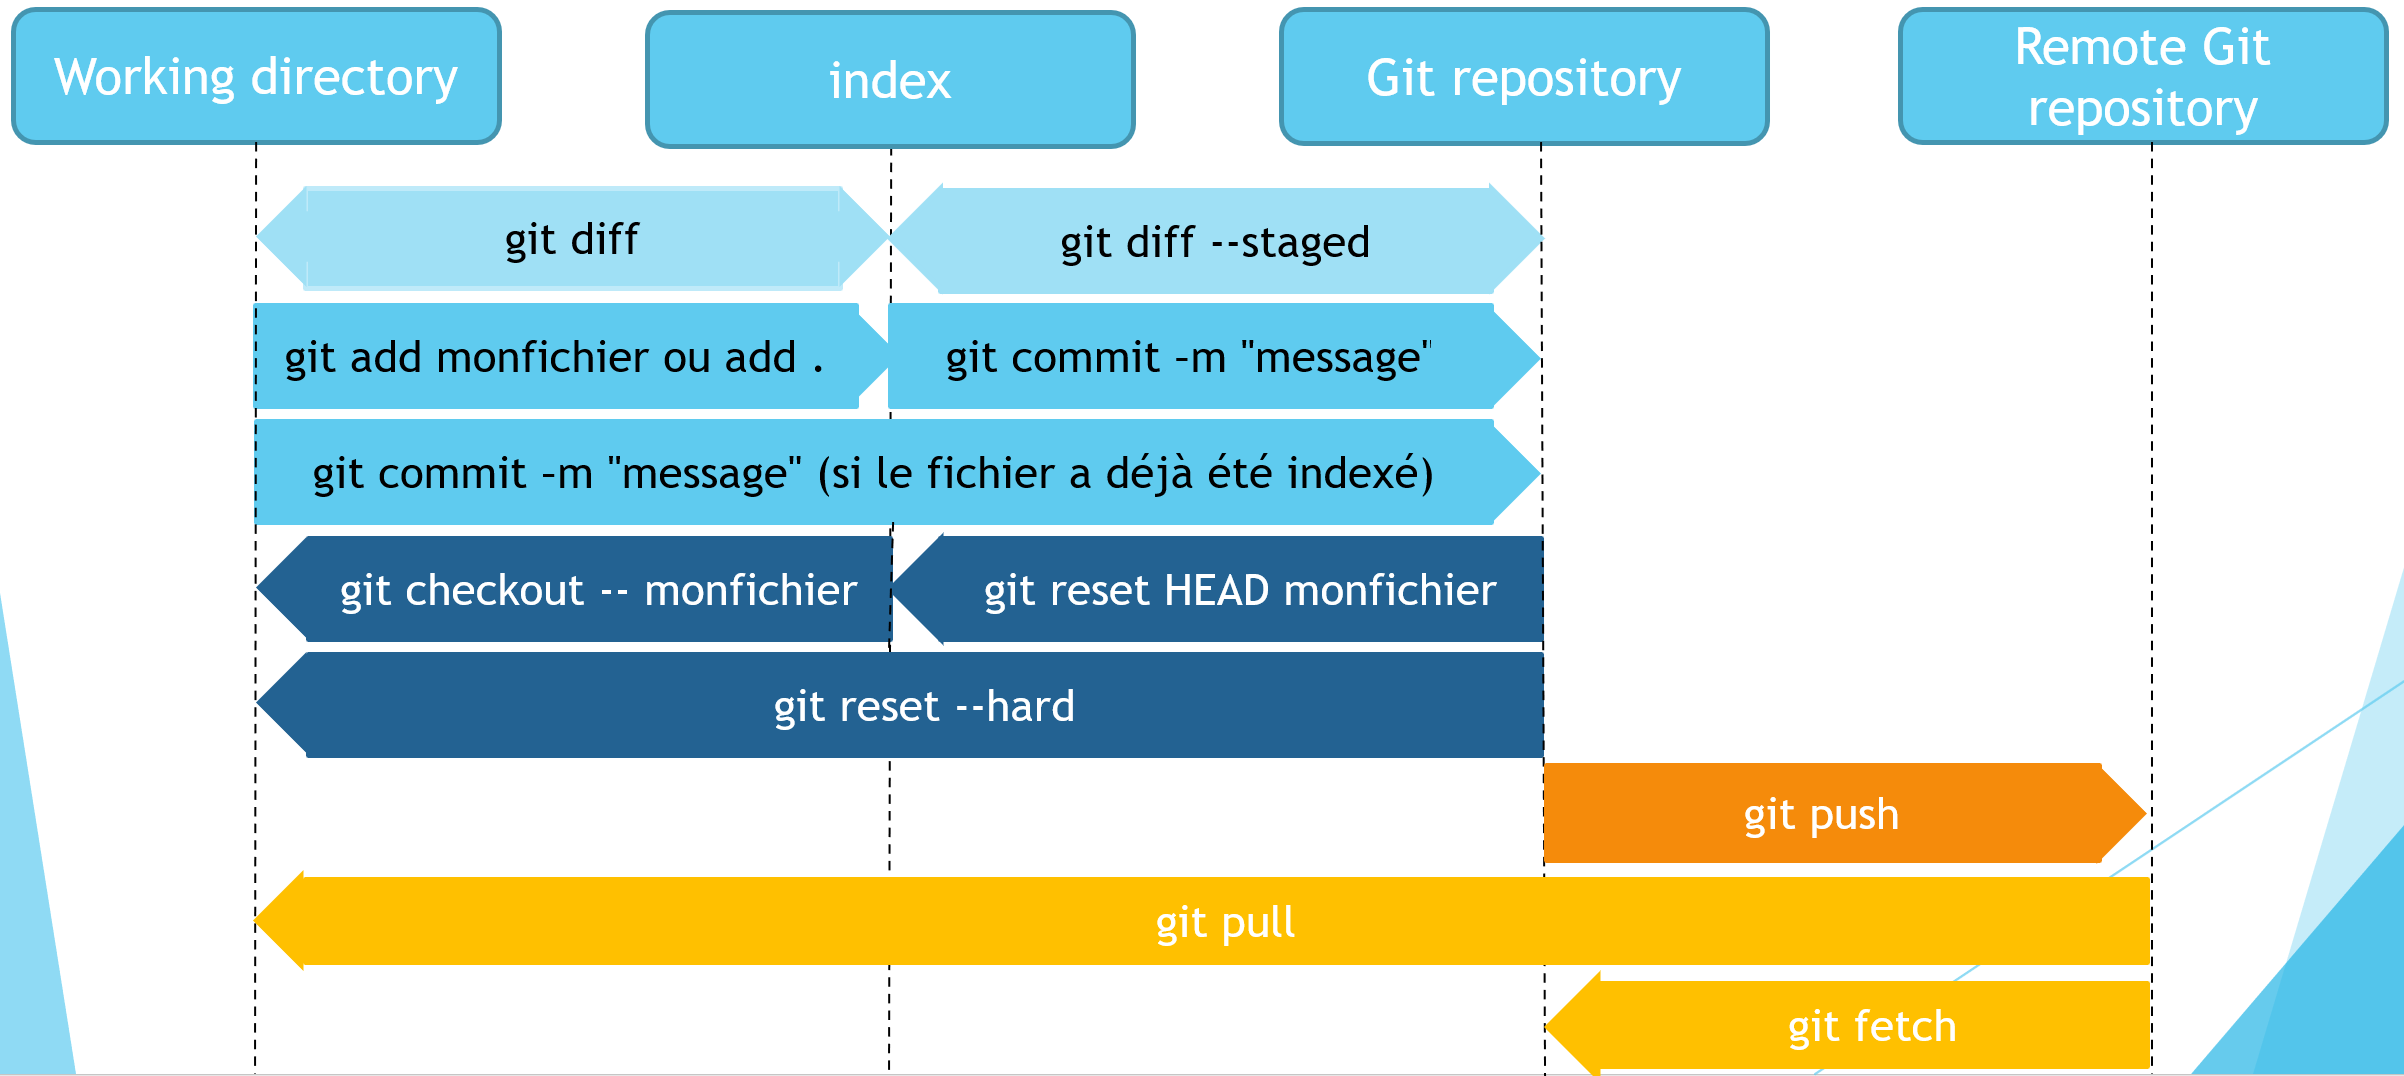 Working directory
index
Git repository
Remote Git
repository
git diff
git diff --staged
git add monfichier ou add .
git commit –m "message"
git commit –m "message" (si le fichier a déjà été indexé)
git checkout -- monfichier
git reset HEAD monfichier
git reset --hard
git push
git pull
git fetch